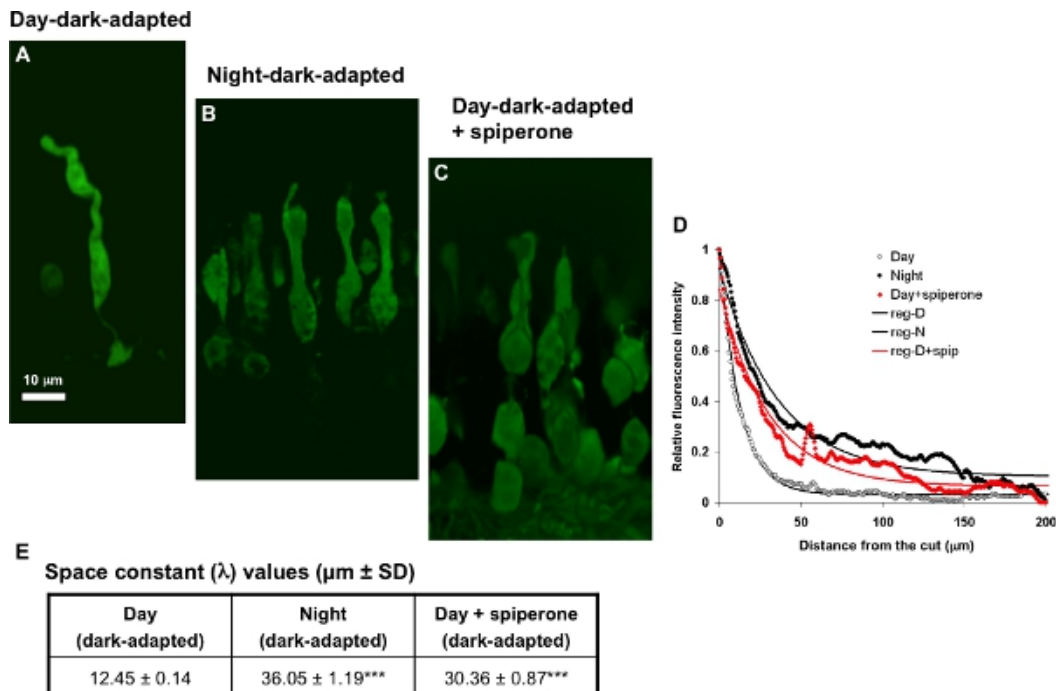 Day-dark-adapted
A
10 µm
Night-dark-adapted
B
Day-dark-adapted
+ spiperone
C
D
Relative fluorescence intensity
1
0.8
0.6
0.4
0.2
0
0 50 100 150 200
Distance from the cut (µm)
Day
Night
Day+spiperone
reg-D
reg-N
reg-D+spip
E
Space constant (λ) values (µm ± SD)
Day Night Day + spiperone
(dark-adapted) (dark-adapted) (dark-adapted)
12.45 ± 0.14 36.05 ± 1.19*** 30.36 ± 0.87***